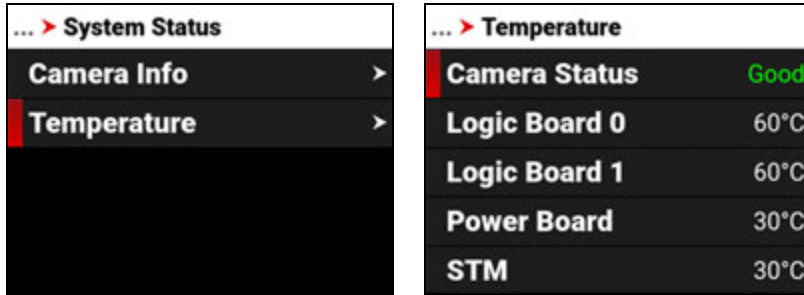 ... ➤ System Status
Camera Info >
Temperature >
... ➤ Temperature
Camera Status Good
Logic Board 0 60°C
Logic Board 1 60°C
Power Board 30°C
STM 30°C